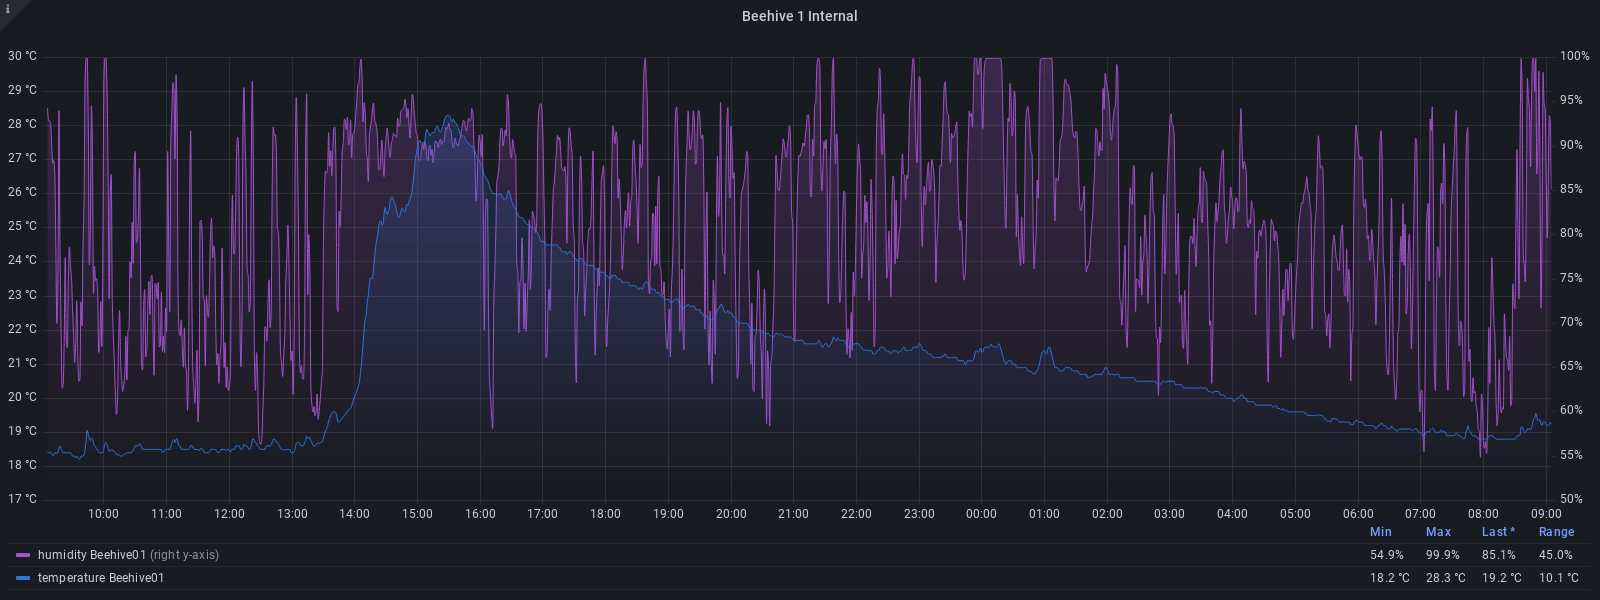 i
Beehive 1 Internal
30 °C 100%
29 °C 95%
28 °C 90%
27 °C 85%
26 °C 80%
25 °C 75%
24 °C 70%
23 °C 65%
22 °C 60%
21 °C 55%
20 °C 50%
19 °C
18 °C
17 °C
10:00 11:00 12:00 13:00 14:00 15:00 16:00 17:00 18:00 19:00 20:00 21:00 22:00 23:00 00:00 01:00 02:00 03:00 04:00 05:00 06:00 07:00 08:00 09:00
Min Max Last * Range
humidity Beehive01 (right y-axis) 54.9% 99.9% 85.1% 45.0%
temperature Beehive01 18.2 °C 28.3 °C 19.2 °C 10.1 °C